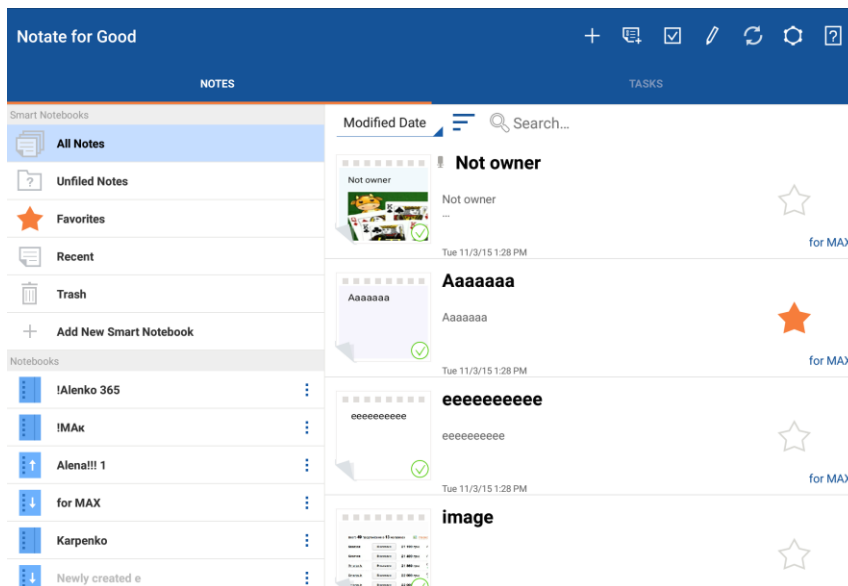 Notate for Good
NOTES
TASKS
Smart Notebooks
All Notes
Unfiled Notes
Favorites
Recent
Trash
Add New Smart Notebook
Notebooks
!Alenko 365
!МАк
Alena!!! 1
for MAX
Karpenko
Newly created e
Modified Date
Search...
Not owner
Not owner
Not owner
...
Tue 11/3/15 1:28 PM
for MAX
Aaaaaaa
Aaaaaaa
Aaaaaaa
Tue 11/3/15 1:28 PM
for MAX
eeeeeeeeee
eeeeeeeeee
eeeeeeeeee
Tue 11/3/15 1:28 PM
for MAX
image